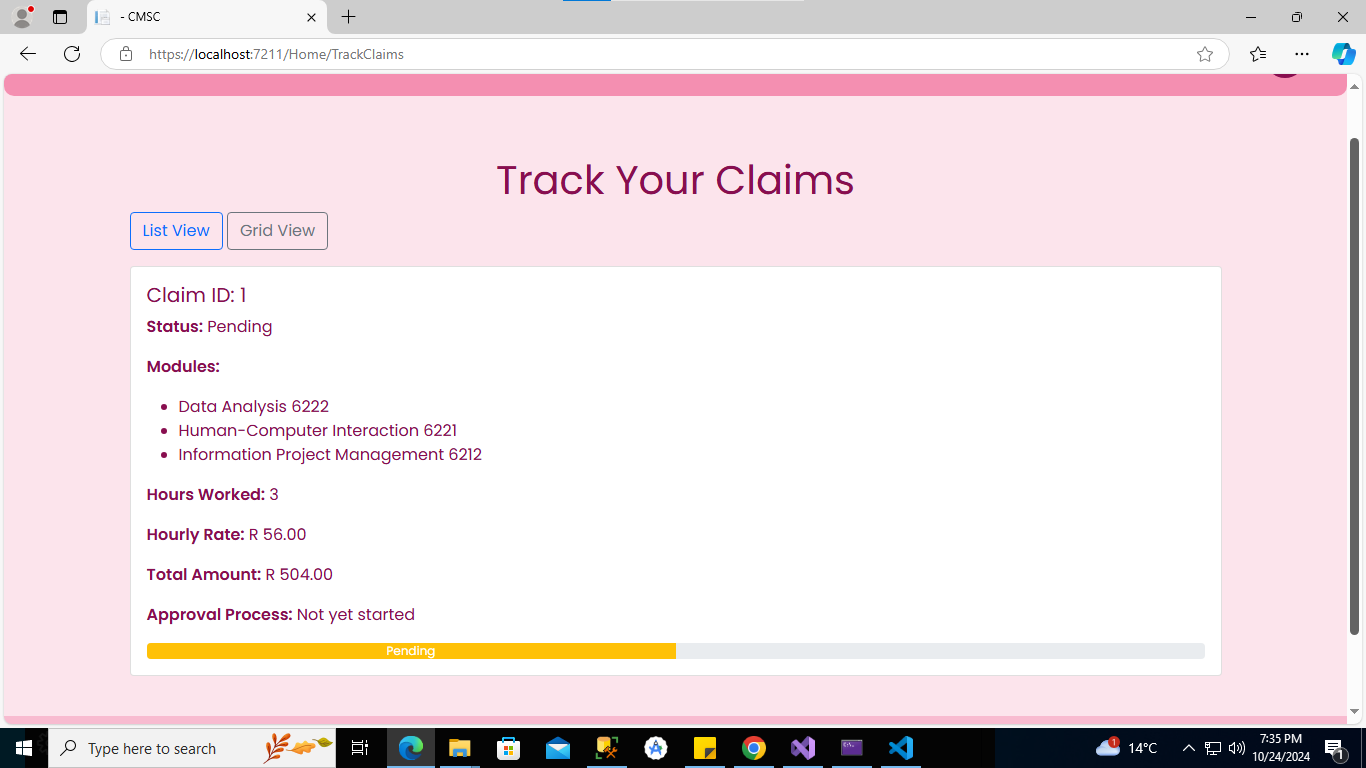 - CMSC
https://localhost:7211/Home/TrackClaims
Track Your Claims
List View
Grid View
Claim ID: 1
Status: Pending
Modules:
Data Analysis 6222
Human-Computer Interaction 6221
Information Project Management 6212
Hours Worked: 3
Hourly Rate: R 56.00
Total Amount: R 504.00
Approval Process: Not yet started
Pending
Type here to search
1
14°C
7:35 PM
10/24/2024
1